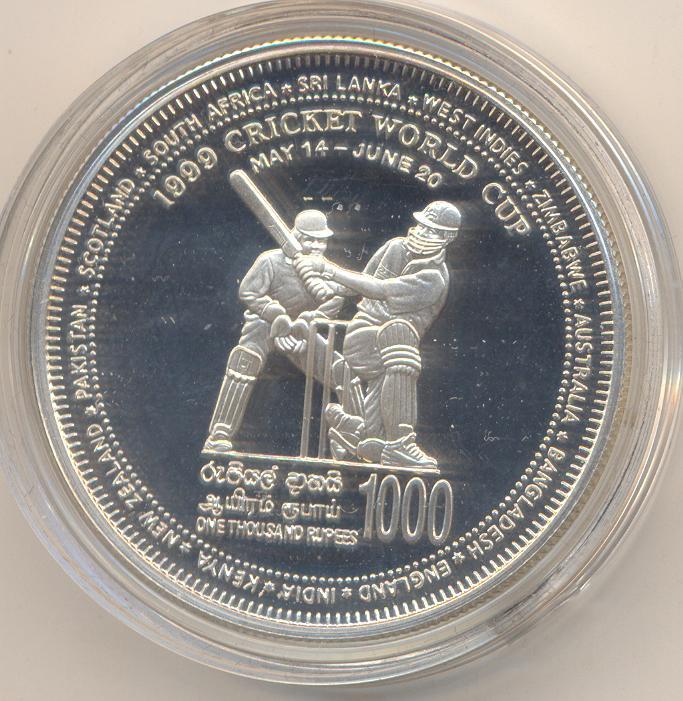 SOUTH AFRICA ★ SRI LANKA ★ WEST INDIES ★ ZIMBABWE ★ AUSTRALIA ★ BANGLADESH ★ ENGLAND ★ INDIA ★ KENYA ★ NEW ZEALAND ★ PAKISTAN ★ SCOTLAND ★
1999 CRICKET WORLD CUP
MAY 14 - JUNE 20
රුපියල් දාහයි
ஆயிரம் ரூபாய்
ONE THOUSAND RUPEES
1000